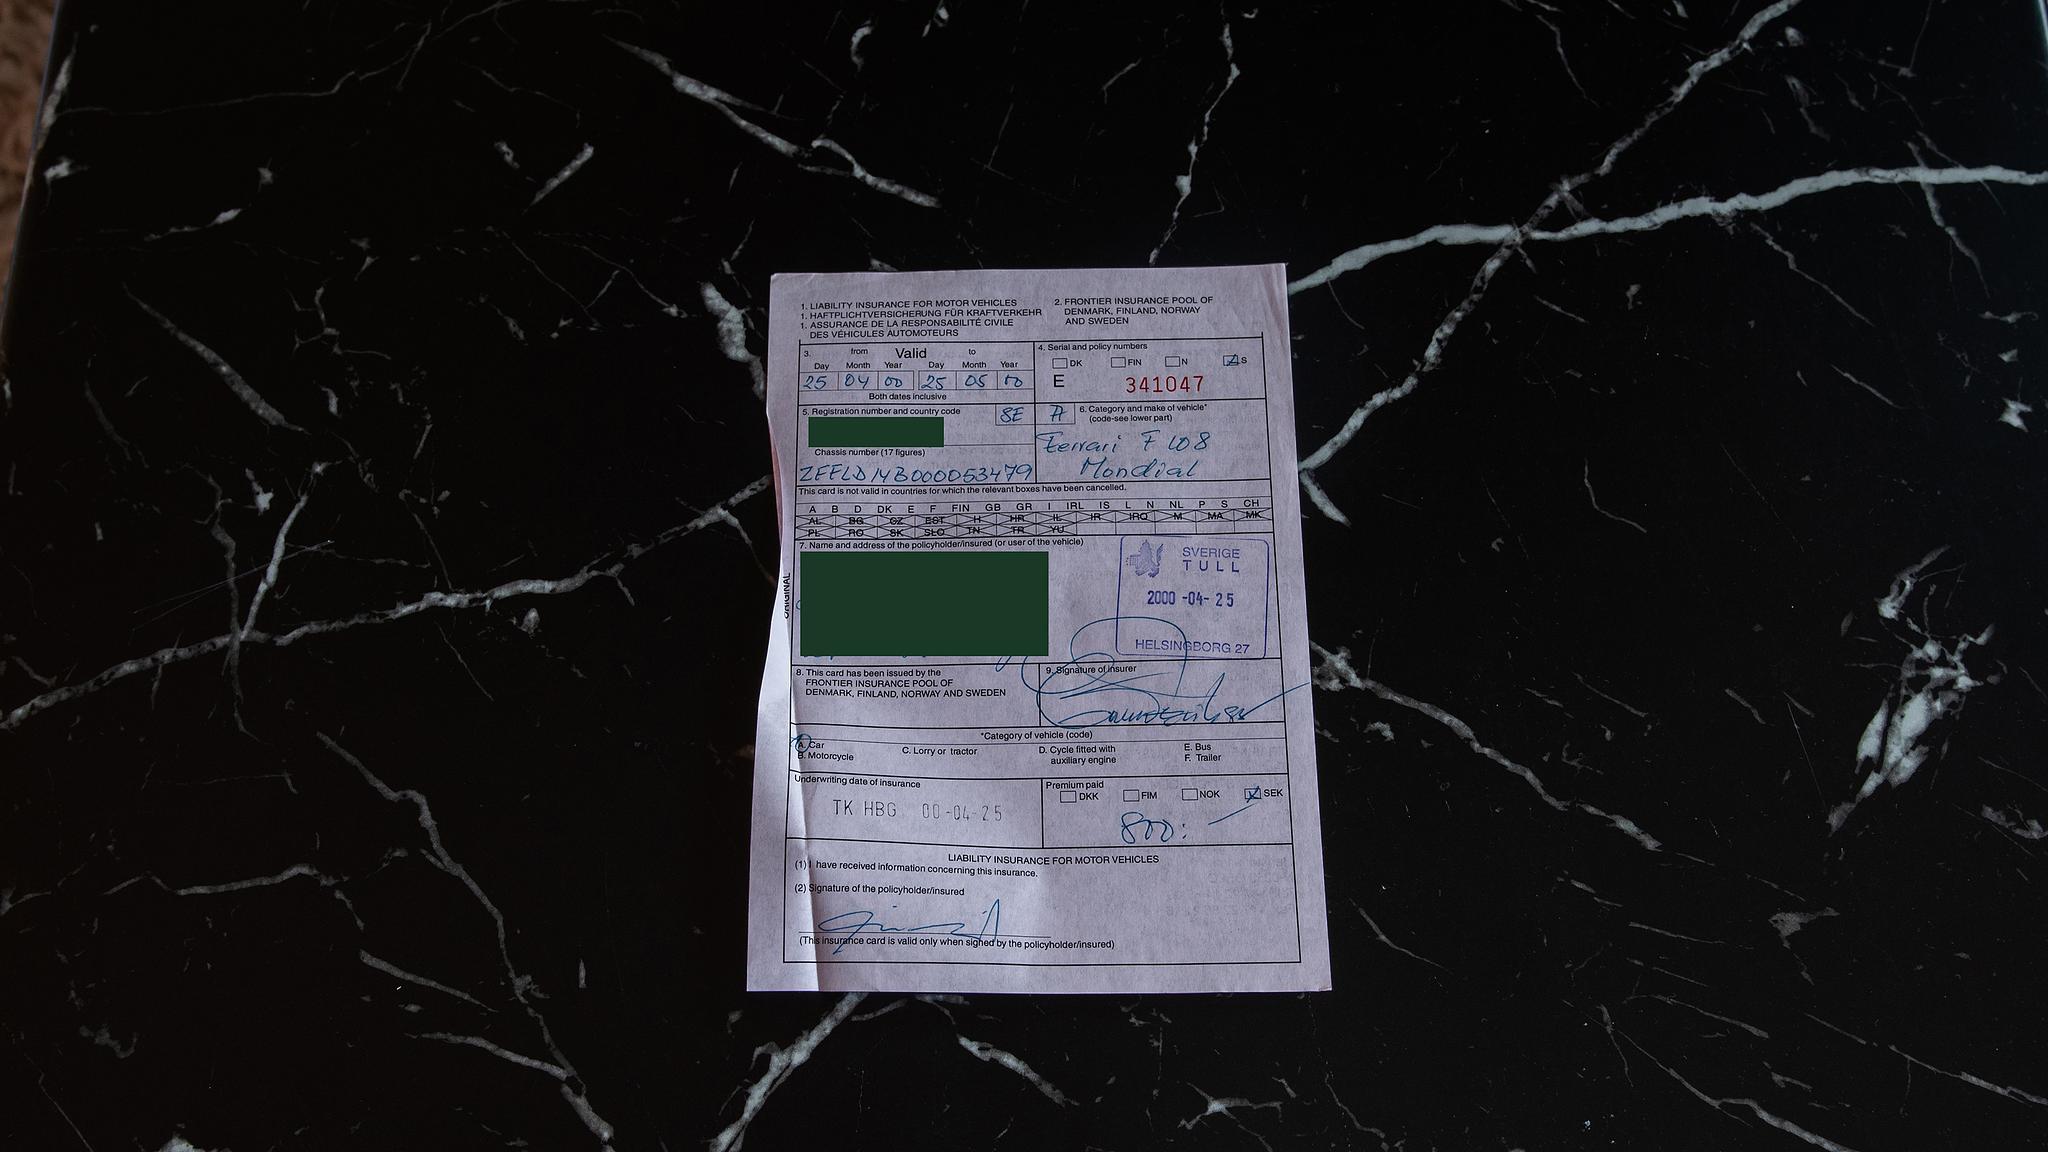 1. LIABILITY INSURANCE FOR MOTOR VEHICLES
1. HAFTPLICHTVERSICHERUNG FÜR KRAFTVERKEHR
1. ASSURANCE DE LA RESPONSABILITÉ CIVILE
DES VÉHICULES AUTOMOTEURS
2. FRONTIER INSURANCE POOL OF
DENMARK, FINLAND, NORWAY
AND SWEDEN
3. from Valid to
Day Month Year Day Month Year
25 04 00 25 05 00
Both dates inclusive
4. Serial and policy numbers
DK FIN N S
E 341047
5. Registration number and country code
SE
Chassis number (17 figures)
ZFFLD14B000053479
A 6. Category and make of vehicle*
(code-see lower part)
Ferrari F 108
Mondial
This card is not valid in countries for which the relevant boxes have been cancelled.
A B D DK E F FIN GB GR I IRL IS L N NL P S CH
AL BG CZ EST H HR IL IR IRQ M MA MK
PL RO SK SLO TN TR YU
7. Name and address of the policyholder/insured (or user of the vehicle)
SVERIGE
TULL
2000-04-25
HELSINGBORG 27
ORIGINAL
8. This card has been issued by the
FRONTIER INSURANCE POOL OF
DENMARK, FINLAND, NORWAY AND SWEDEN
9. Signature of insurer
*Category of vehicle (code)
A. Car
B. Motorcycle
C. Lorry or tractor
D. Cycle fitted with
auxiliary engine
E. Bus
F. Trailer
Underwriting date of insurance
TK HBG 00-04-25
Premium paid
DKK FIM NOK SEK
800:-
LIABILITY INSURANCE FOR MOTOR VEHICLES
(1) I have received information concerning this insurance.
(2) Signature of the policyholder/insured
(This insurance card is valid only when signed by the policyholder/insured)